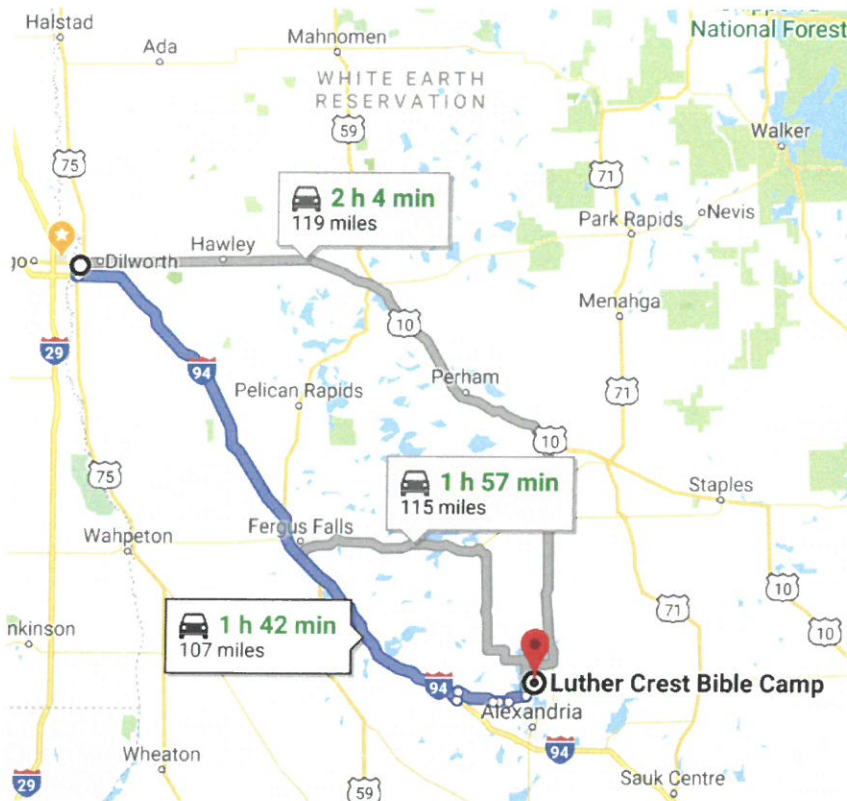 Halstad
Ada
Mahnomen
National Forest
WHITE EARTH
RESERVATION
59
75
71
Walker
2 h 4 min
119 miles
Park Rapids
Nevis
go
Dilworth
Hawley
10
Menahga
29
94
Pelican Rapids
Perham
71
10
75
1 h 57 min
115 miles
Staples
Wahpeton
Fergus Falls
10
71
10
1 h 42 min
107 miles
nkinson
94
Luther Crest Bible Camp
Alexandria
94
Wheaton
29
59
Sauk Centre